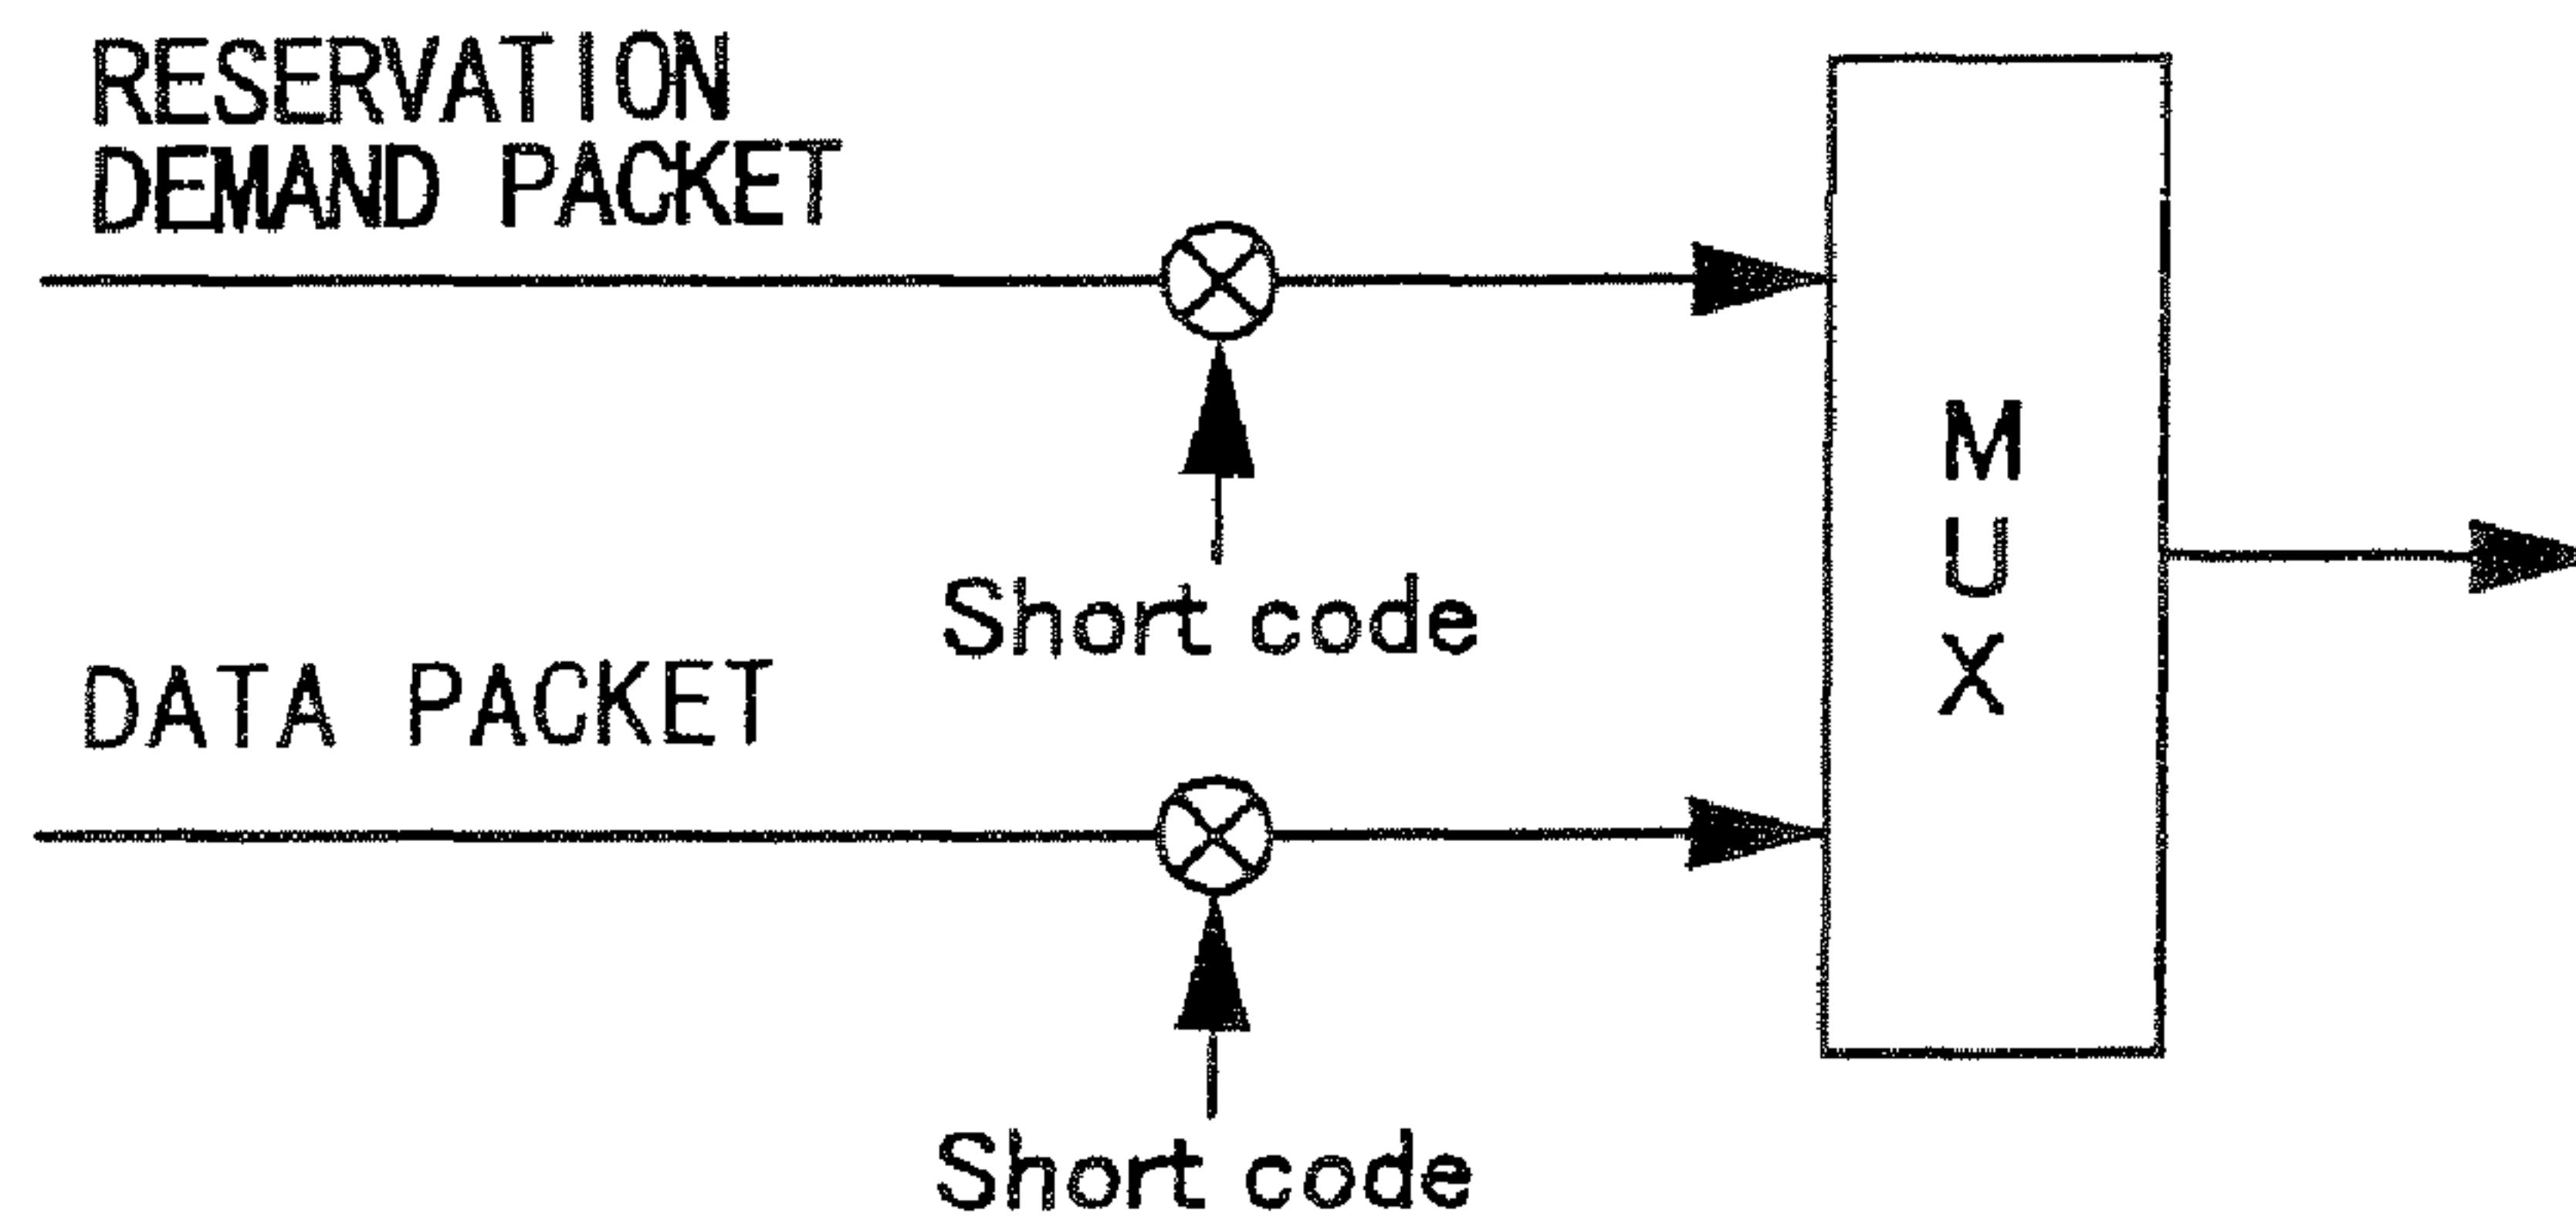 RESERVATION
DEMAND PACKET
Short code
DATA PACKET
Short code
M
U
X